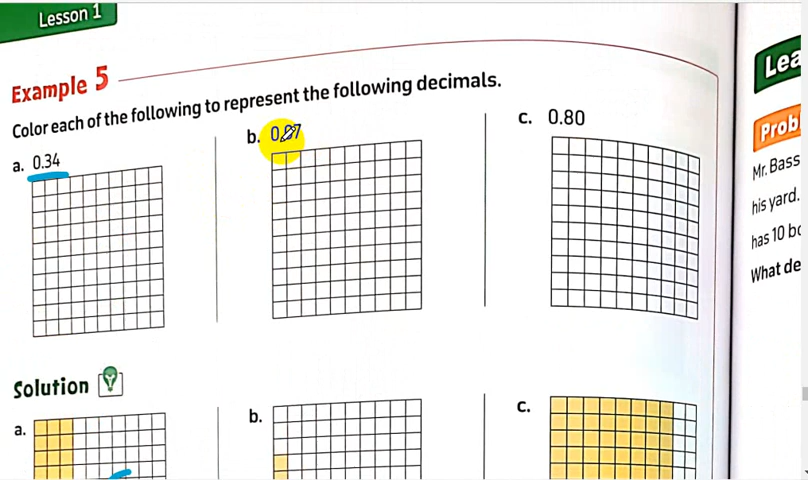 Lesson 1
Example 5
Color each of the following to represent the following decimals.
a. 0.34
b.
c. 0.80
Solution
a.
b.
c.
Lea
Prob
Mr. Bass
his yard.
has 10 bo
What de